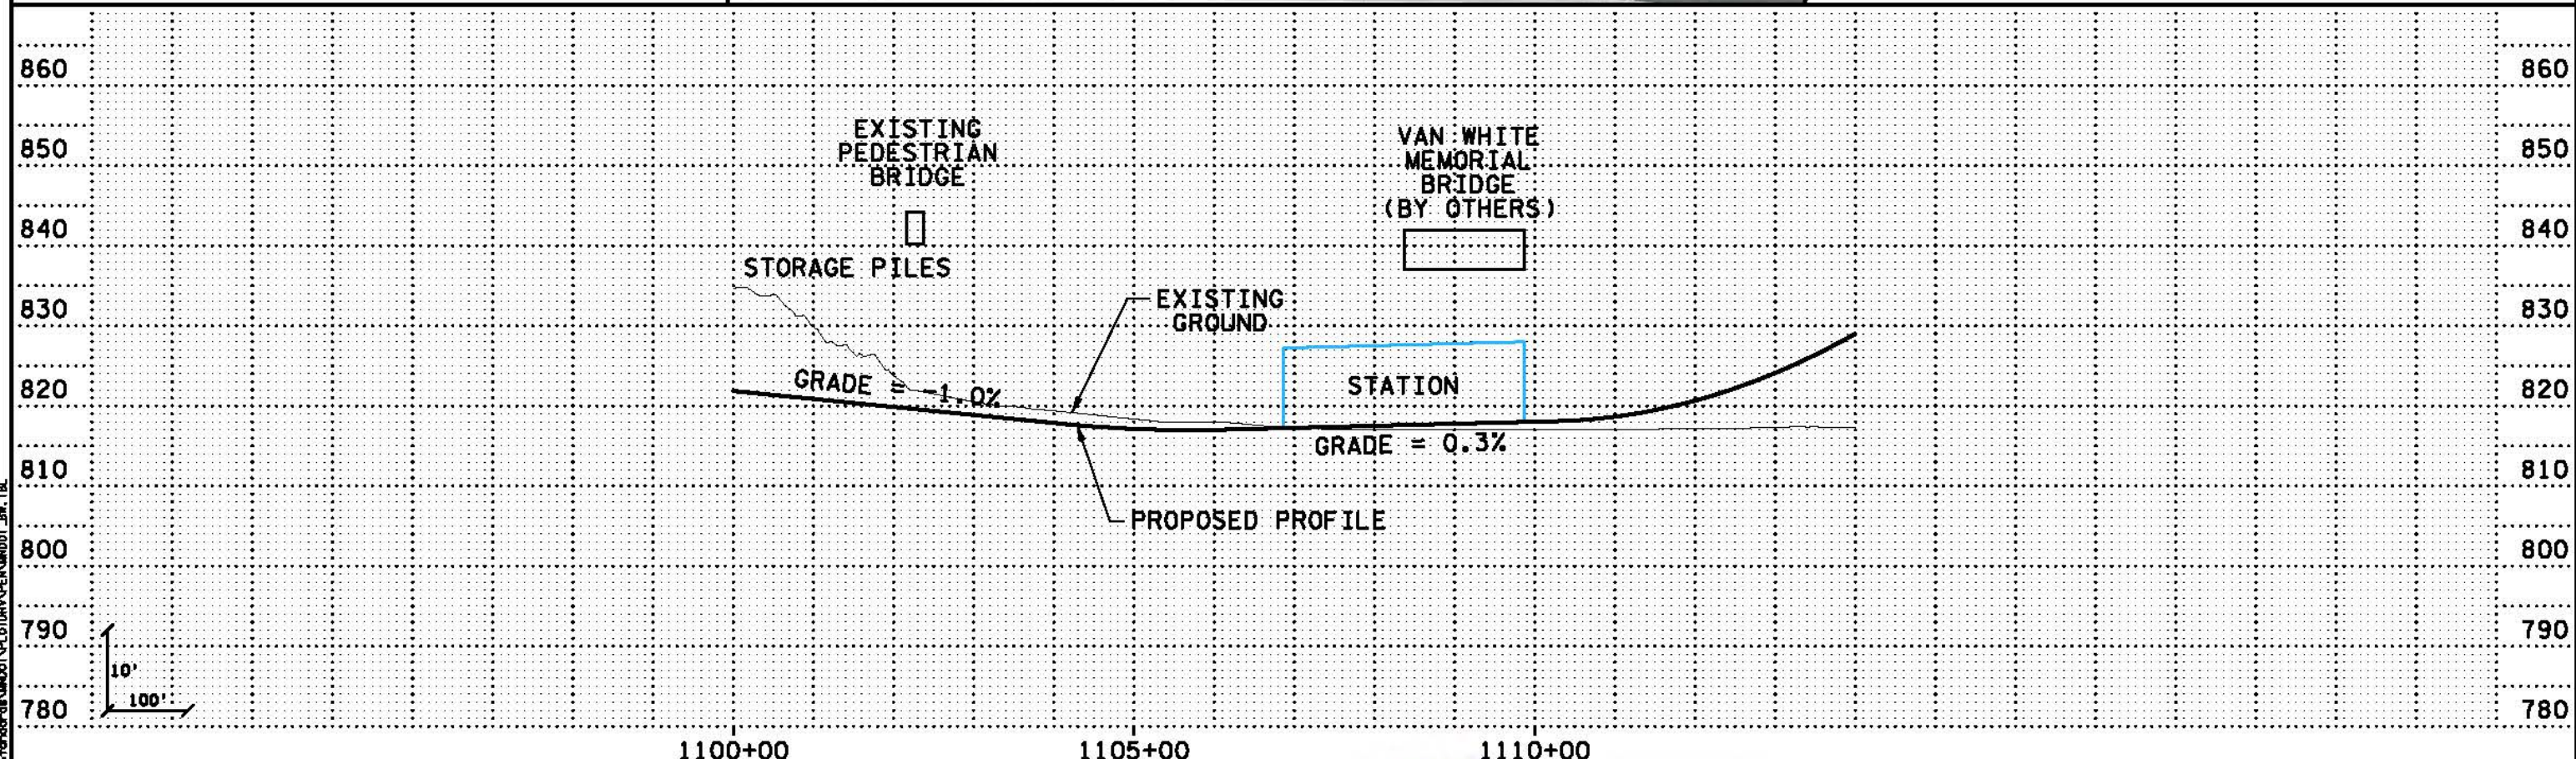 860
860
EXISTING
PEDESTRIAN
BRIDGE
VAN WHITE
MEMORIAL
BRIDGE
(BY OTHERS)
850
850
840
840
STORAGE PILES
EXISTING
GROUND
830
830
GRADE = -1.0%
STATION
820
820
GRADE = 0.3%
810
810
PROPOSED PROFILE
800
800
790
790
10'
100'
780
780
1100+00
1105+00
1110+00